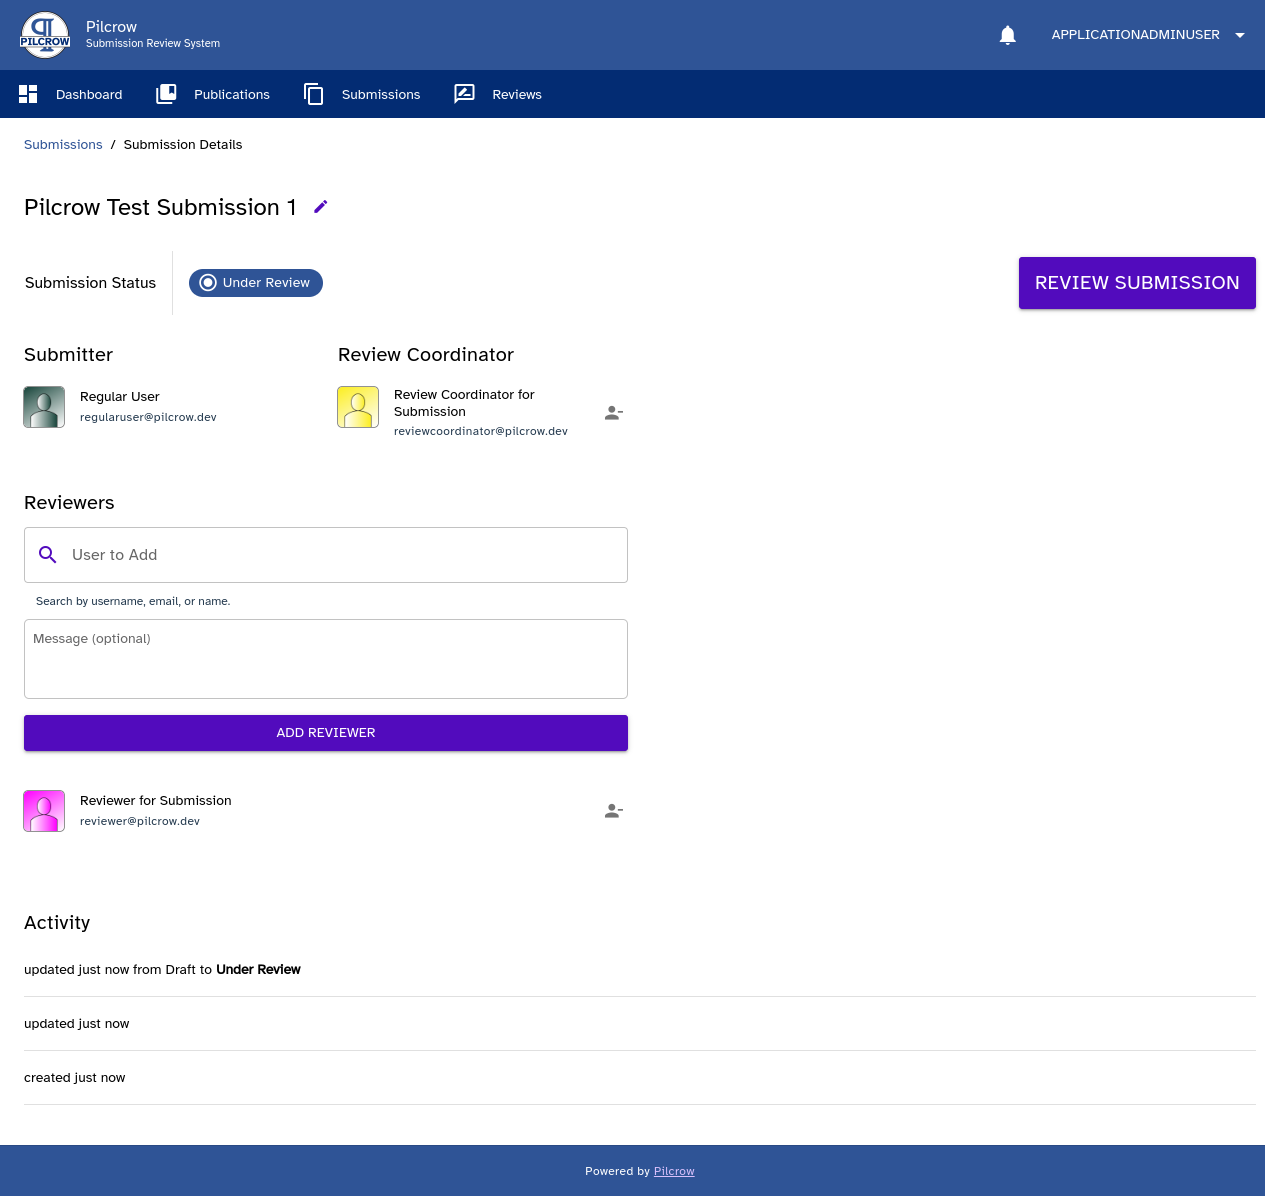 PILCROW
Pilcrow
Submission Review System
APPLICATIONADMINUSER
Dashboard
Publications
Submissions
Reviews
Submissions / Submission Details
Pilcrow Test Submission 1
Submission Status
Under Review
REVIEW SUBMISSION
Submitter
Regular User
regularuser@pilcrow.dev
Review Coordinator
Review Coordinator for
Submission
reviewcoordinator@pilcrow.dev
Reviewers
User to Add
Search by username, email, or name.
Message (optional)
ADD REVIEWER
Reviewer for Submission
reviewer@pilcrow.dev
Activity
updated just now from Draft to Under Review
updated just now
created just now
Powered by Pilcrow